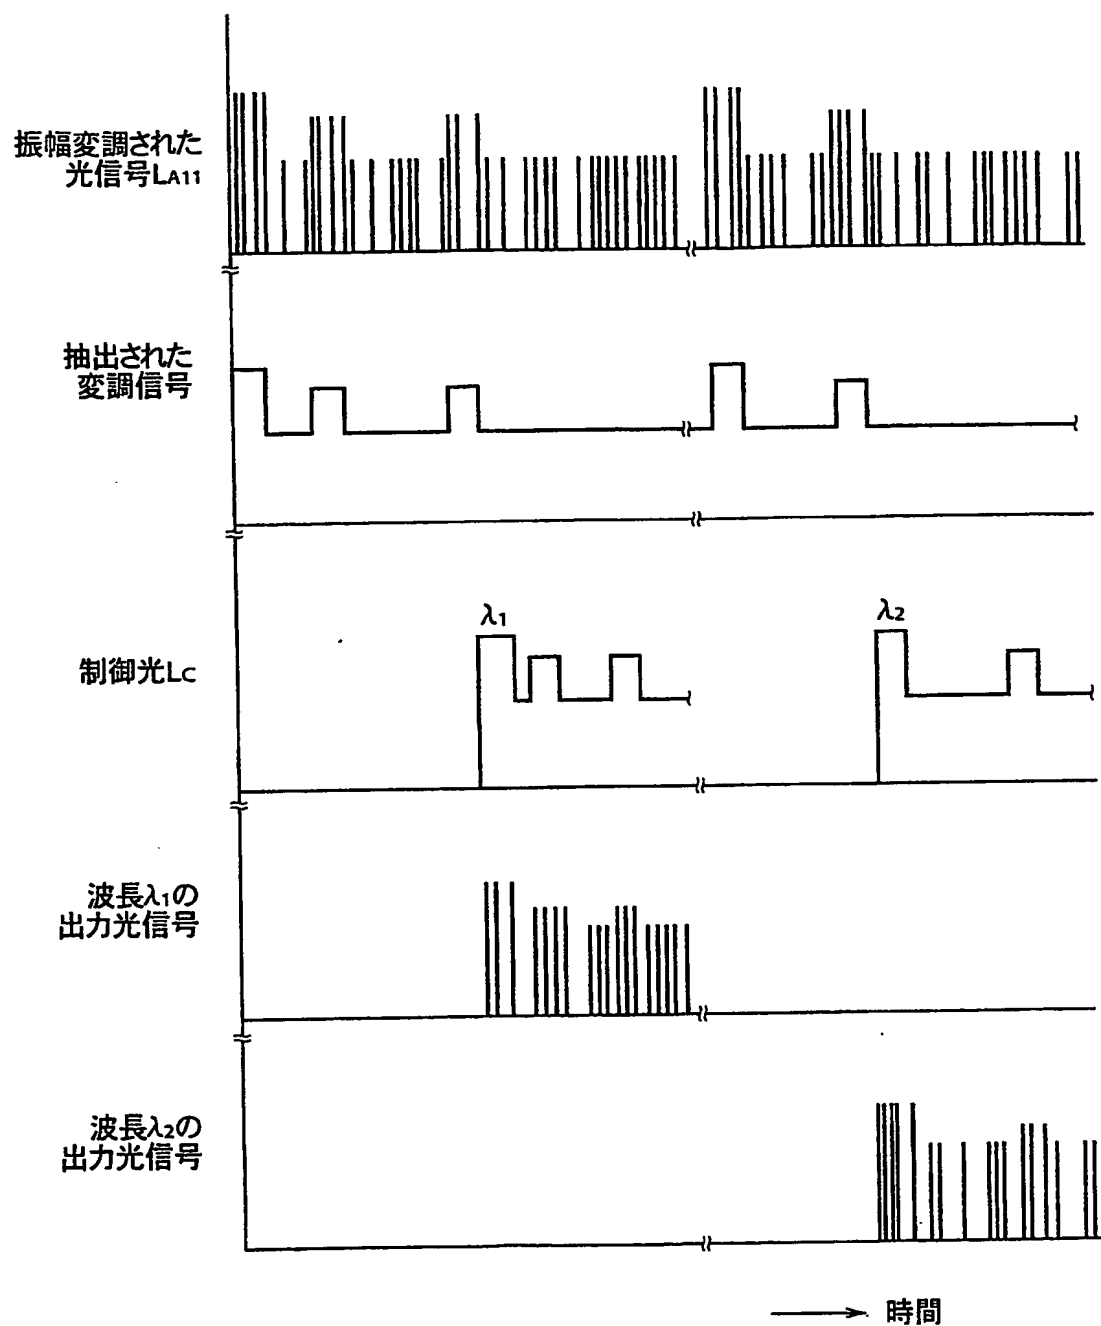 振幅変調された
光信号LA11
抽出された
変調信号
λ1
λ2
制御光LC
波長λ1の
出力光信号
波長λ2の
出力光信号
時間